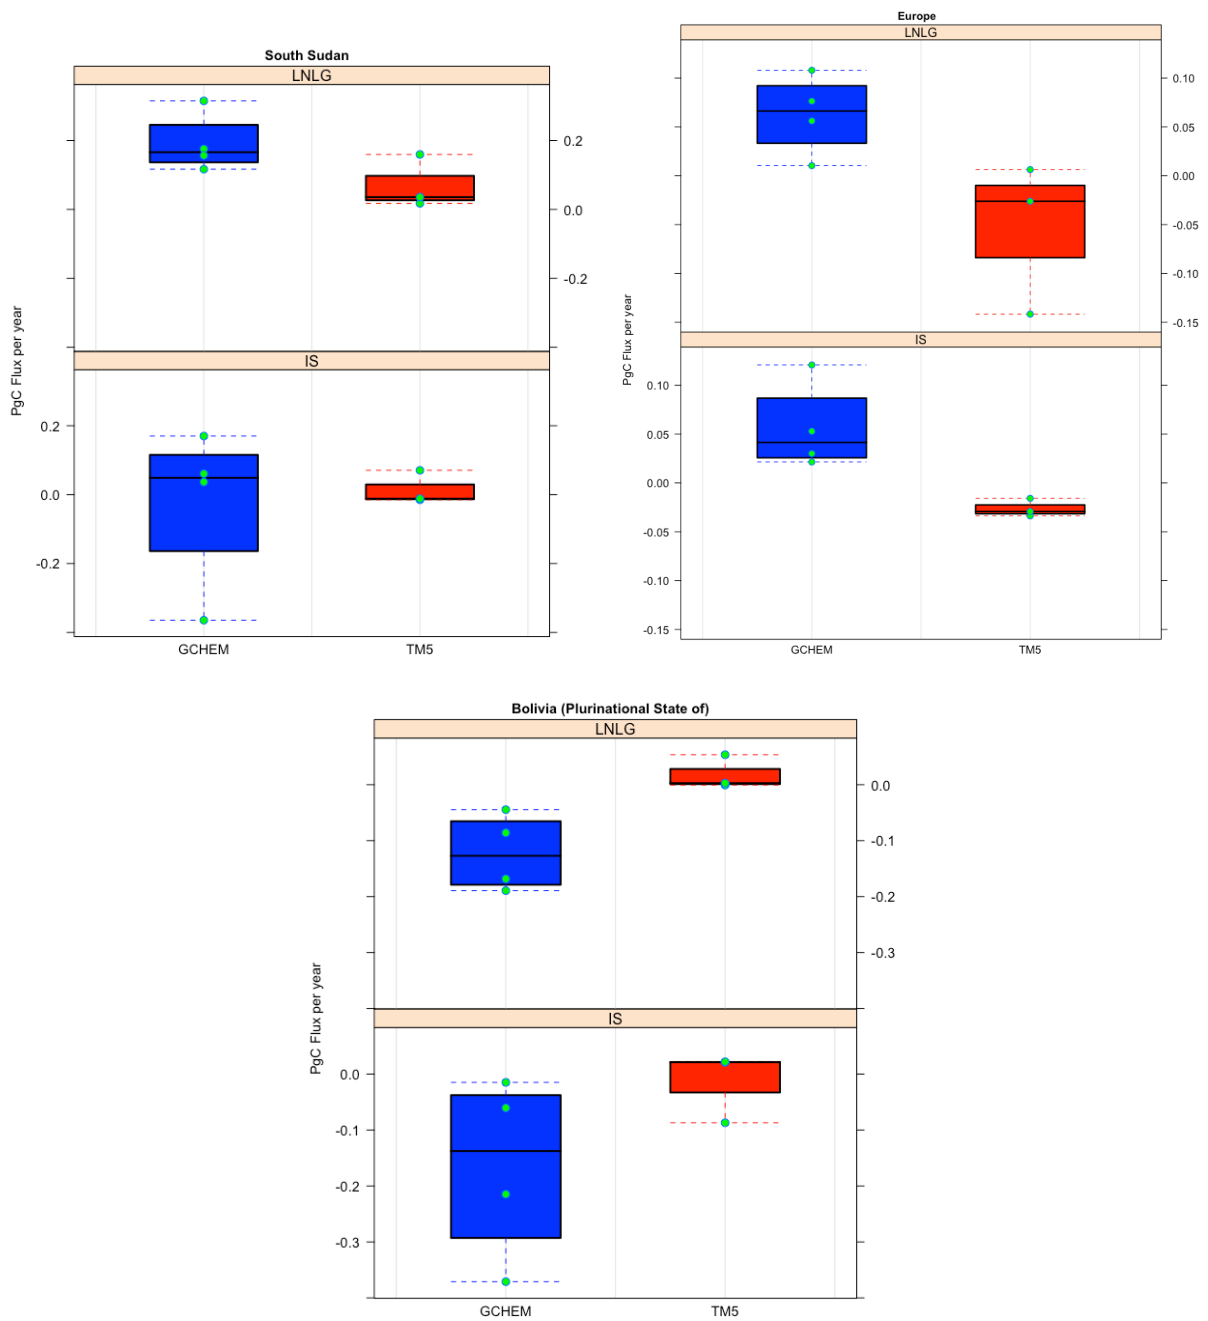 South Sudan
LNLG
0.2
0.0
-0.2
IS
0.2
0.0
-0.2
PgC Flux per year
GCHEM TM5
Europe
LNLG
0.10
0.05
0.00
-0.05
-0.10
-0.15
IS
0.10
0.05
0.00
-0.05
-0.10
-0.15
PgC Flux per year
GCHEM TM5
Bolivia (Plurinational State of)
LNLG
0.0
-0.1
-0.2
-0.3
IS
0.0
-0.1
-0.2
-0.3
PgC Flux per year
GCHEM TM5